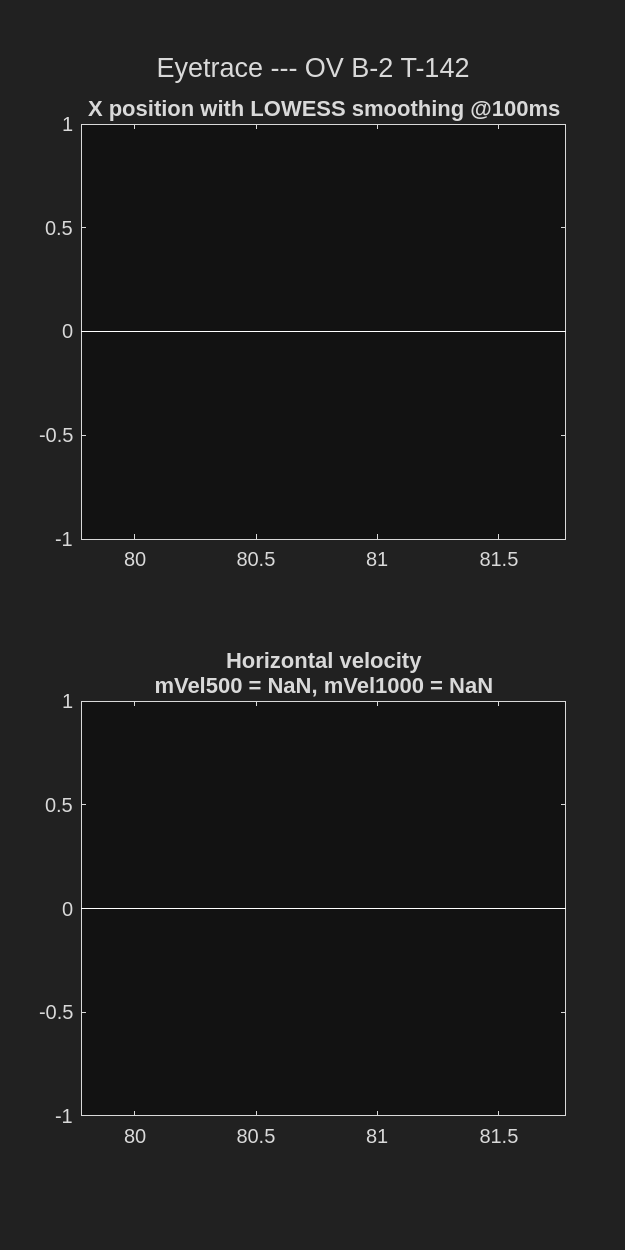 Eyetrace --- OV B-2 T-142
X position with LOWESS smoothing @100ms
1
0.5
0
-0.5
-1
80 80.5 81 81.5
Horizontal velocity
mVel500 = NaN, mVel1000 = NaN
1
0.5
0
-0.5
-1
80 80.5 81 81.5